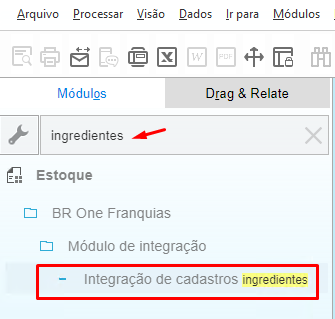 Arquivo Processar Visão Dados Ir para Módulos
Módulos Drag & Relate
ingredientes
Estoque
BR One Franquias
Módulo de integração
Integração de cadastros ingredientes